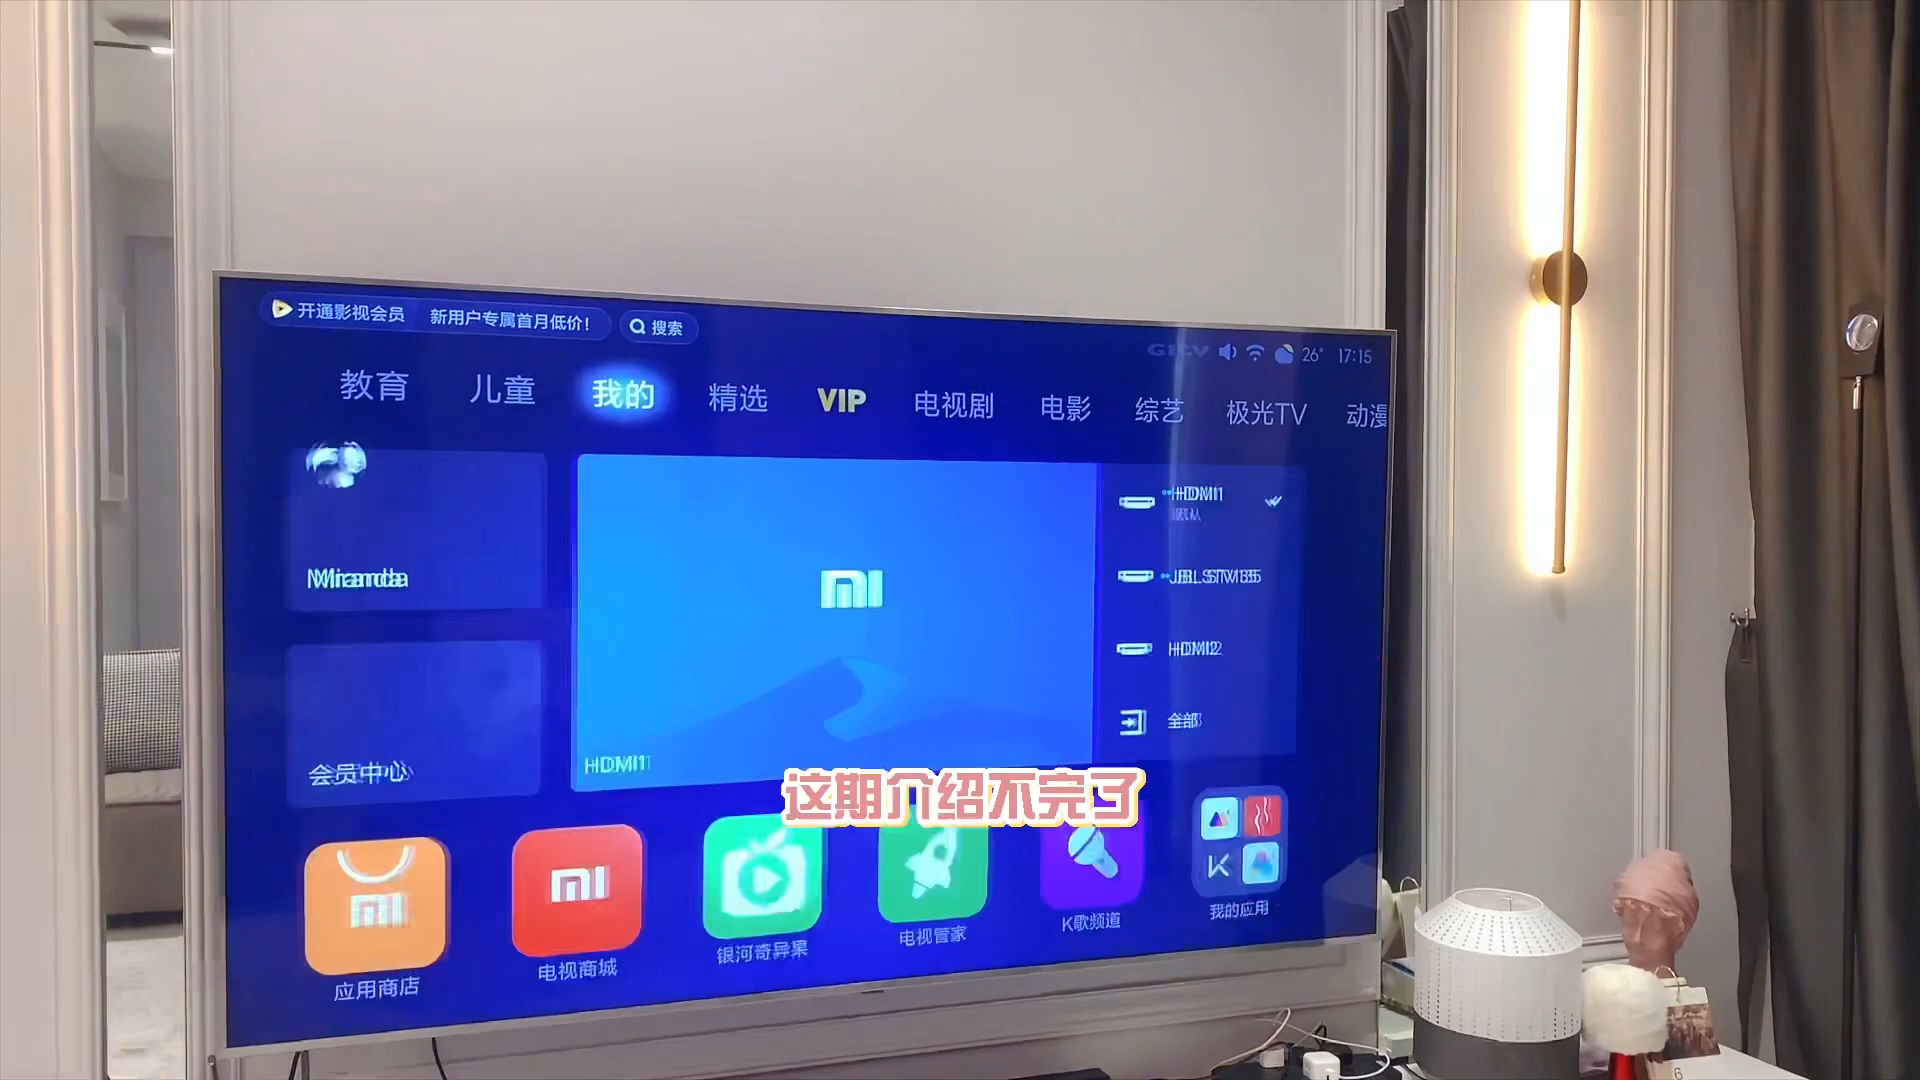 开通影视会员 新用户专属首月低价！ 搜索
GITV 26° 17:15
教育 儿童 我的 精选 VIP 电视剧 电影 综艺 极光TV 动漫
Miranda
会员中心
HDMI1
HDMI1
HDMI2
全部
这期介绍不完了
应用商店
电视商城
银河奇异果
电视管家
K歌频道
我的应用
6